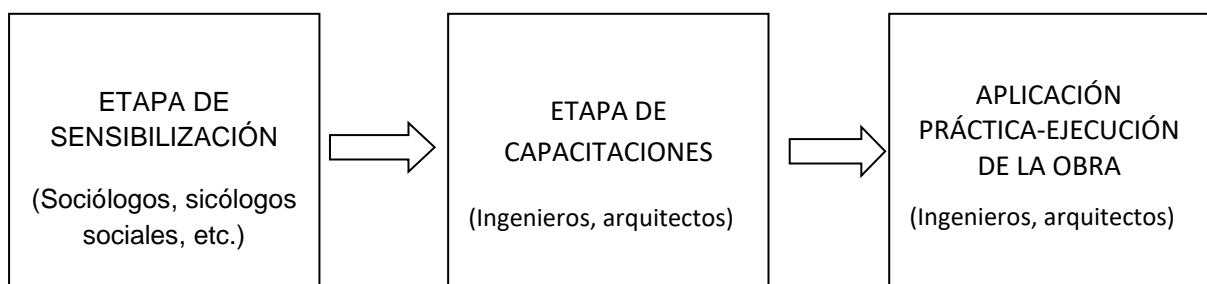 ETAPA DE
SENSIBILIZACIÓN
(Sociólogos, sicólogos
sociales, etc.)
ETAPA DE
CAPACITACIONES
(Ingenieros, arquitectos)
APLICACIÓN
PRÁCTICA-EJECUCIÓN
DE LA OBRA
(Ingenieros, arquitectos)